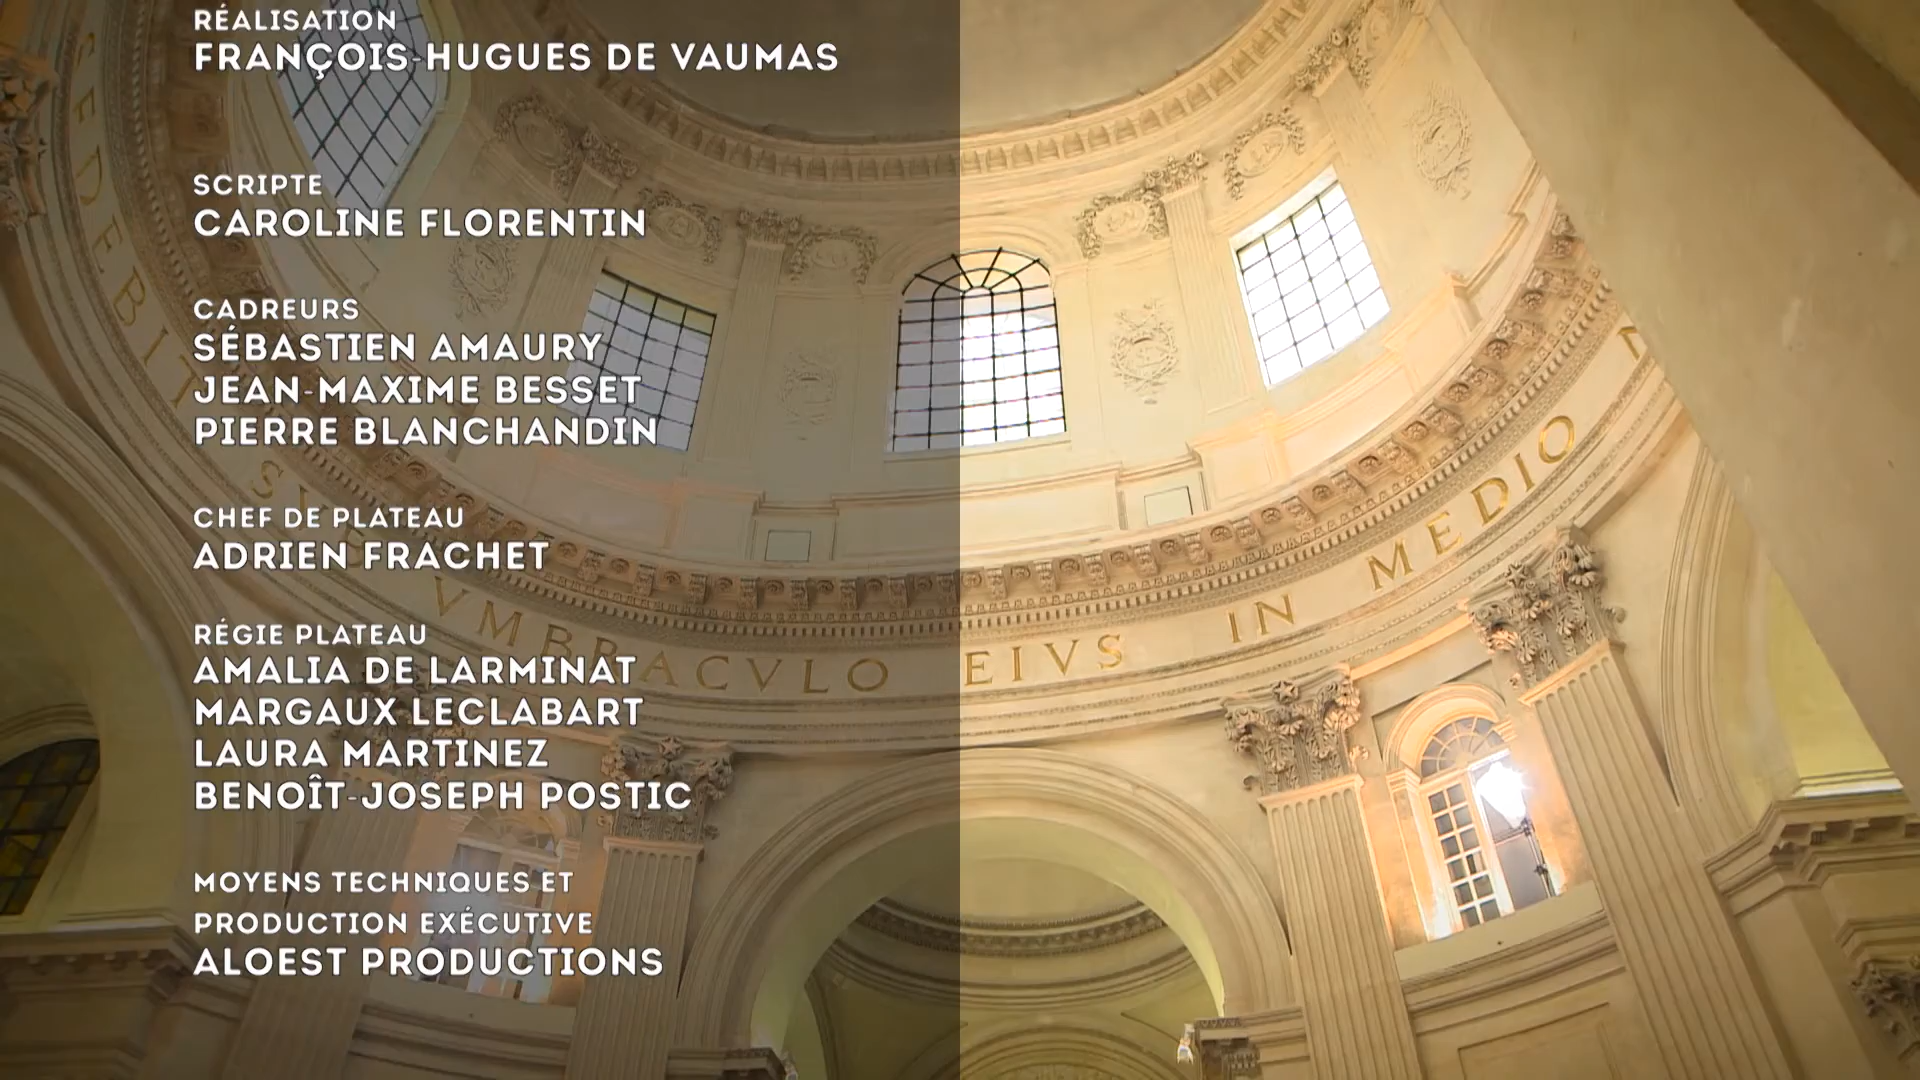 RÉALISATION
FRANÇOIS-HUGUES DE VAUMAS
SCRIPTE
CAROLINE FLORENTIN
CADREURS
SÉBASTIEN AMAURY
JEAN-MAXIME BESSET
PIERRE BLANCHANDIN
CHEF DE PLATEAU
ADRIEN FRACHET
RÉGIE PLATEAU
AMALIA DE LARMINAT
MARGAUX LECLABART
LAURA MARTINEZ
BENOÎT-JOSEPH POSTIC
MOYENS TECHNIQUES ET
PRODUCTION EXÉCUTIVE
ALOEST PRODUCTIONS
SEDEBIT SVB VMBRACVLO EIVS IN MEDIO